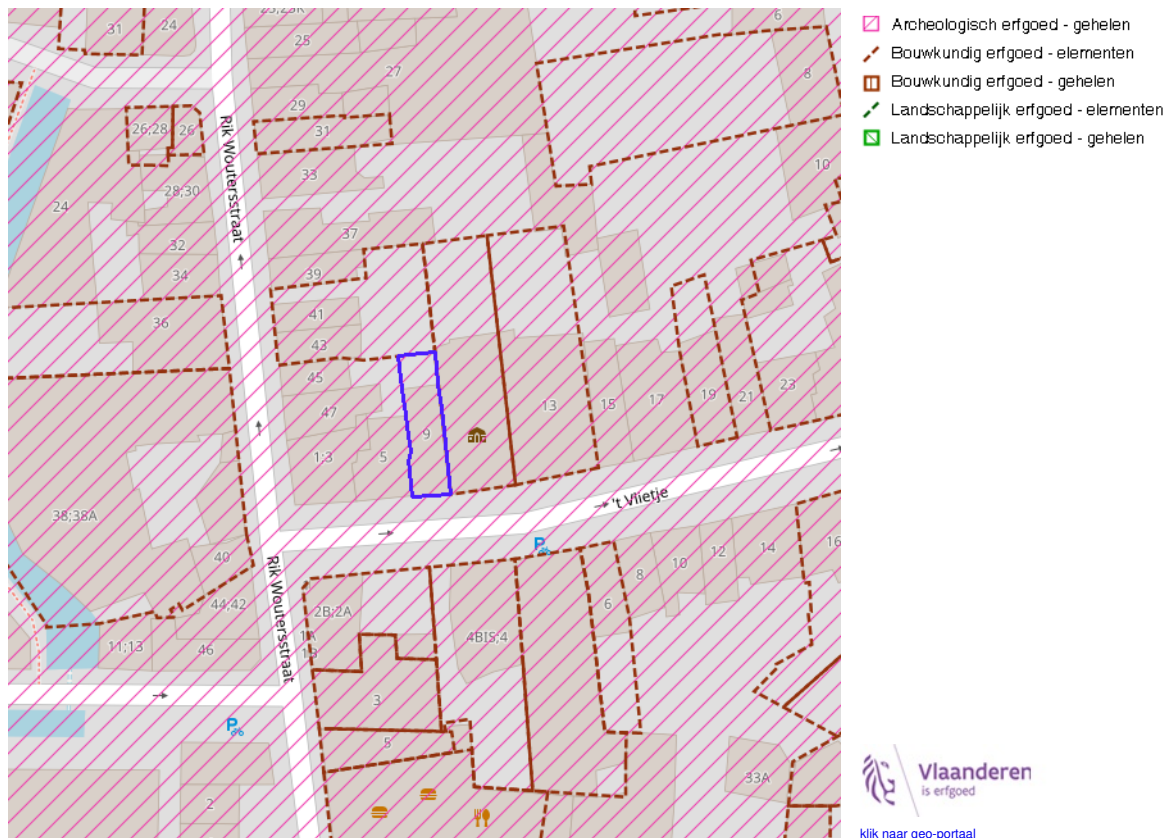 31
24
23;23K
25
6
27
8
29
26;28
26
31
Rik Woutersstraat
33
10
28;30
24
37
32
39
34
41
36
43
45
47
9
13
15
17
19
21
23
1;3
5
't Vlietje
38;38A
40
Rik Woutersstraat
P
44;42
2B;2A
1A
1B
4BIS;4
6
8
10
12
14
16
11;13
46
3
P
5
2
33A
Archeologisch erfgoed - gehelen
Bouwkundig erfgoed - elementen
Bouwkundig erfgoed - gehelen
Landschappelijk erfgoed - elementen
Landschappelijk erfgoed - gehelen
Vlaanderen
is erfgoed
klik naar geo-portaal